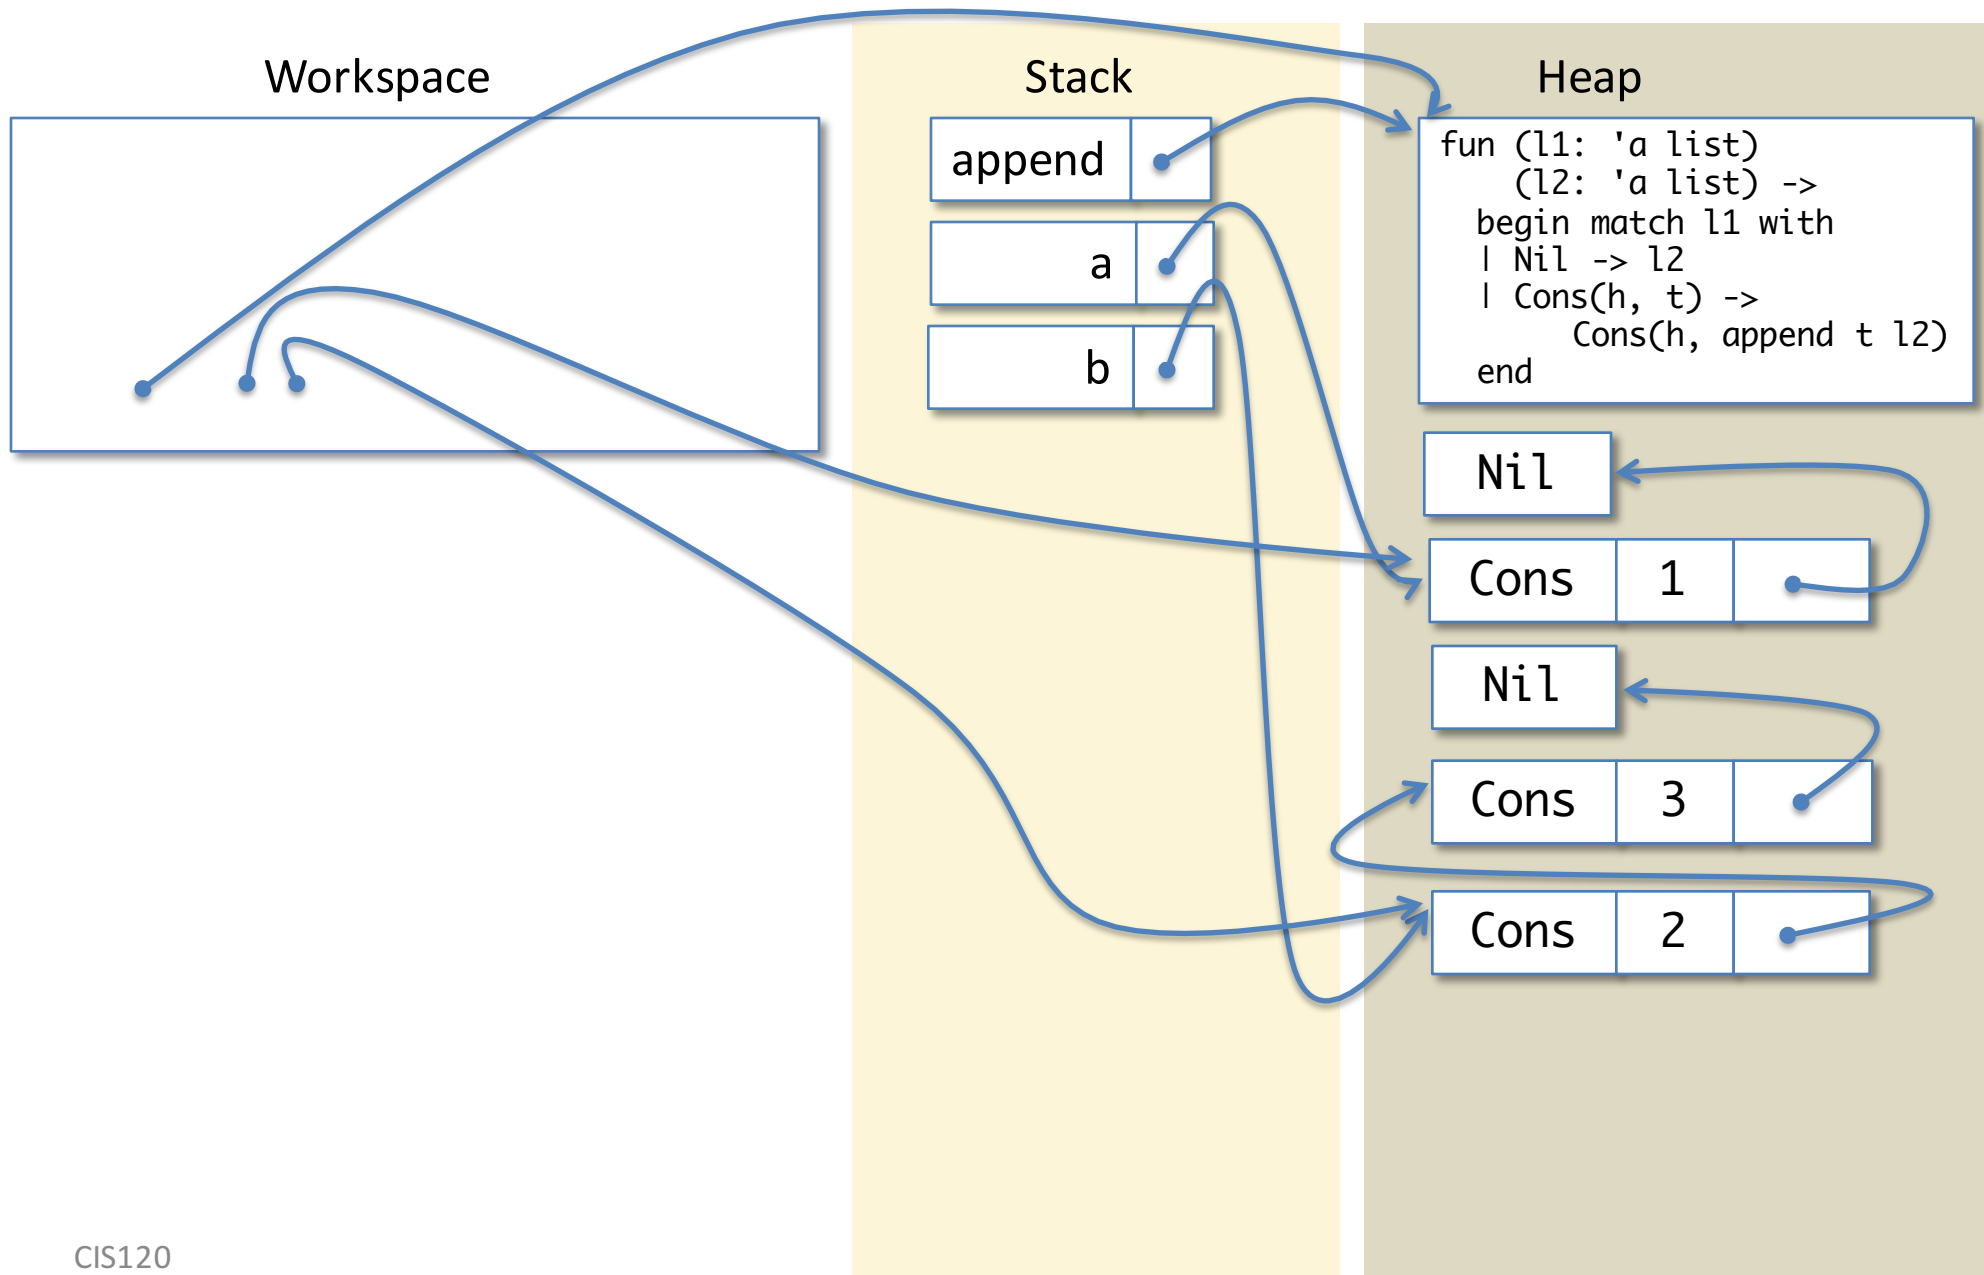 Workspace
Stack
Heap
append
a
b
fun (l1: 'a list)
(l2: 'a list) ->
begin match l1 with
| Nil -> l2
| Cons(h, t) ->
Cons(h, append t l2)
end
Nil
Cons 1
Nil
Cons 3
Cons 2
CIS120